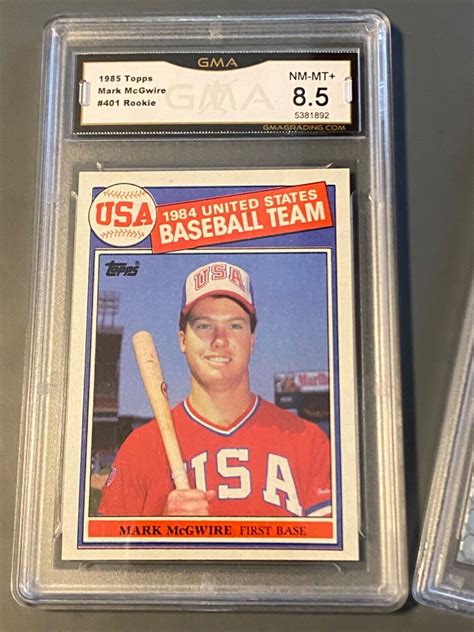 GMA
1985 Topps
Mark McGwire
#401 Rookie
NM-MT+
8.5
5381892
GMAGRADING.COM
USA
1984 UNITED STATES
BASEBALL TEAM
Topps
USA
Marlboro
USA
MARK McGWIRE FIRST BASE